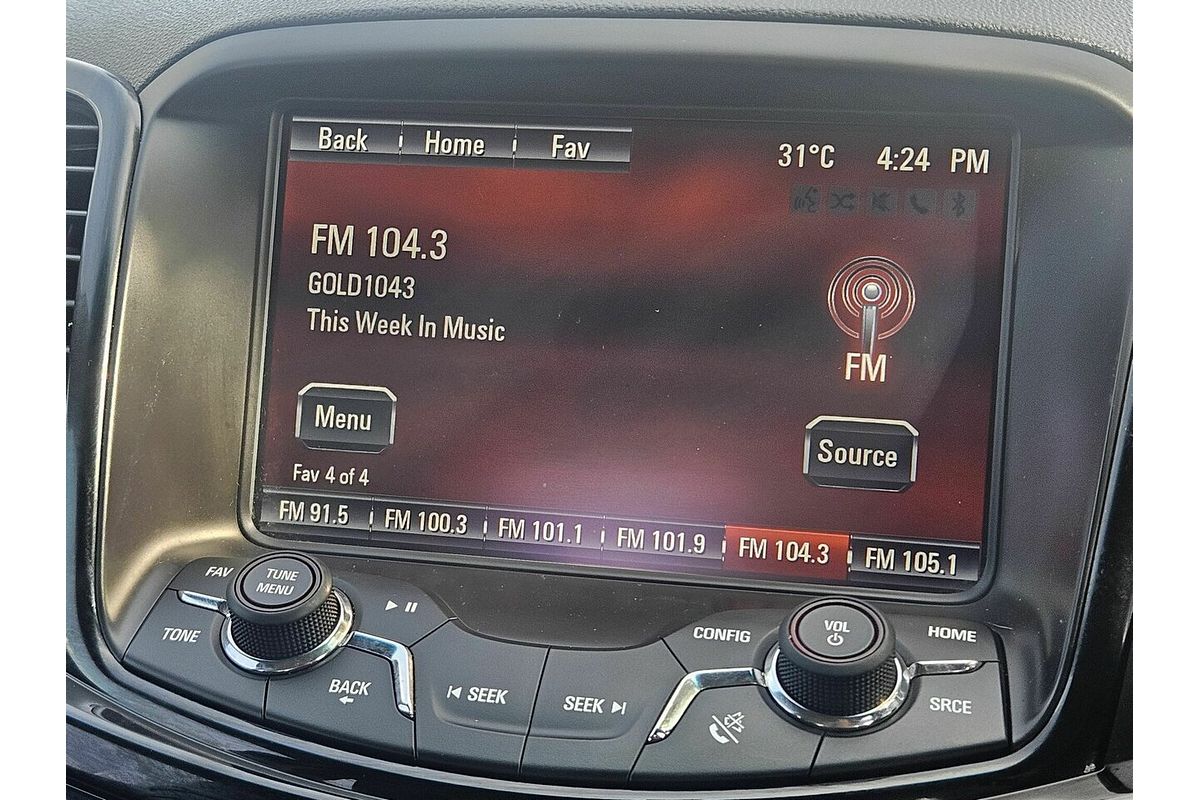 Back Home Fav
31°C 4:24 PM
FM 104.3
GOLD1043
This Week In Music
FM
Menu
Source
Fav 4 of 4
FM 91.5 FM 100.3 FM 101.1 FM 101.9 FM 104.3 FM 105.1
FAV
TUNE
MENU
TONE
BACK
SEEK
SEEK
CONFIG
VOL
HOME
SRCE